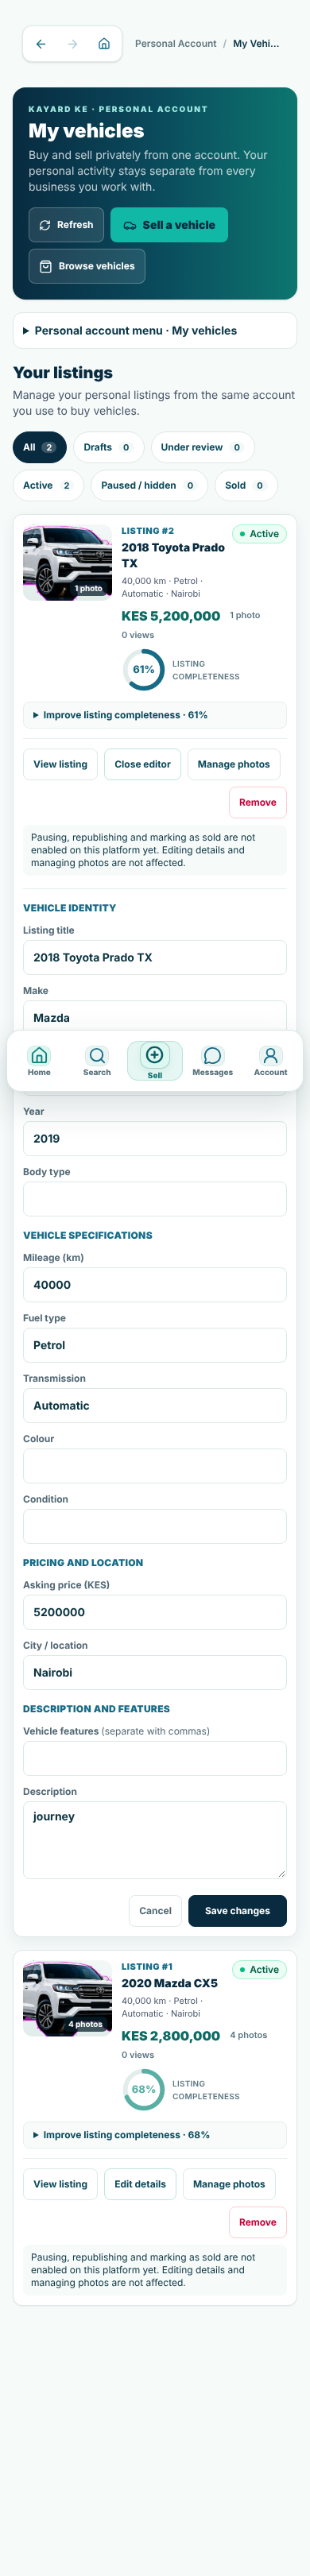 Personal Account / My Vehi...
KAYARD KE · PERSONAL ACCOUNT
My vehicles
Buy and sell privately from one account. Your
personal activity stays separate from every
business you work with.
Refresh
Sell a vehicle
Browse vehicles
Personal account menu · My vehicles
Your listings
Manage your personal listings from the same account
you use to buy vehicles.
All 2
Drafts 0
Under review 0
Active 2
Paused / hidden 0
Sold 0
LISTING #2
Active
2018 Toyota Prado
TX
40,000 km · Petrol ·
Automatic · Nairobi
1 photo
KES 5,200,000 1 photo
0 views
61%
LISTING
COMPLETENESS
Improve listing completeness · 61%
View listing
Close editor
Manage photos
Remove
Pausing, republishing and marking as sold are not
enabled on this platform yet. Editing details and
managing photos are not affected.
VEHICLE IDENTITY
Listing title
2018 Toyota Prado TX
Make
Mazda
Home
Search
Sell
Messages
Account
Year
2019
Body type
VEHICLE SPECIFICATIONS
Mileage (km)
40000
Fuel type
Petrol
Transmission
Automatic
Colour
Condition
PRICING AND LOCATION
Asking price (KES)
5200000
City / location
Nairobi
DESCRIPTION AND FEATURES
Vehicle features (separate with commas)
Description
journey
Cancel
Save changes
LISTING #1
Active
2020 Mazda CX5
40,000 km · Petrol ·
Automatic · Nairobi
4 photos
KES 2,800,000 4 photos
0 views
68%
LISTING
COMPLETENESS
Improve listing completeness · 68%
View listing
Edit details
Manage photos
Remove
Pausing, republishing and marking as sold are not
enabled on this platform yet. Editing details and
managing photos are not affected.